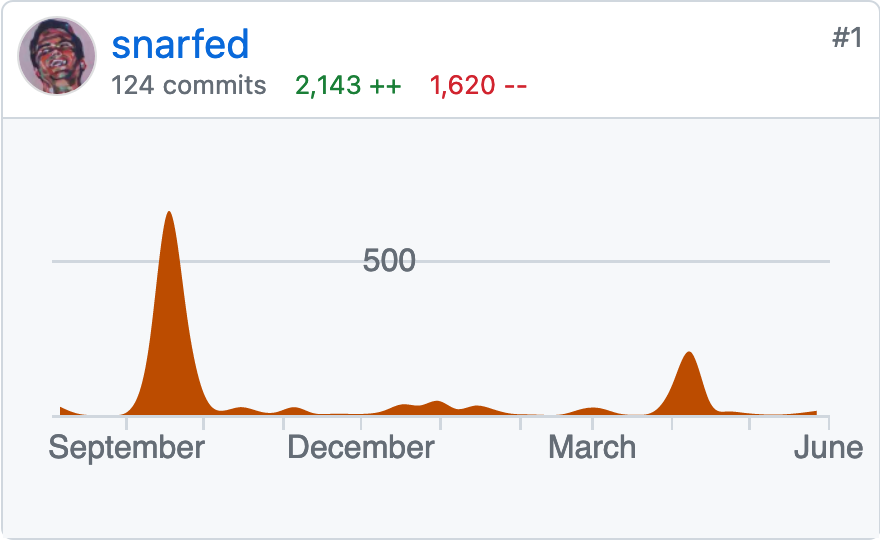 snarfed
#1
124 commits 2,143 ++ 1,620 --
500
September December March June